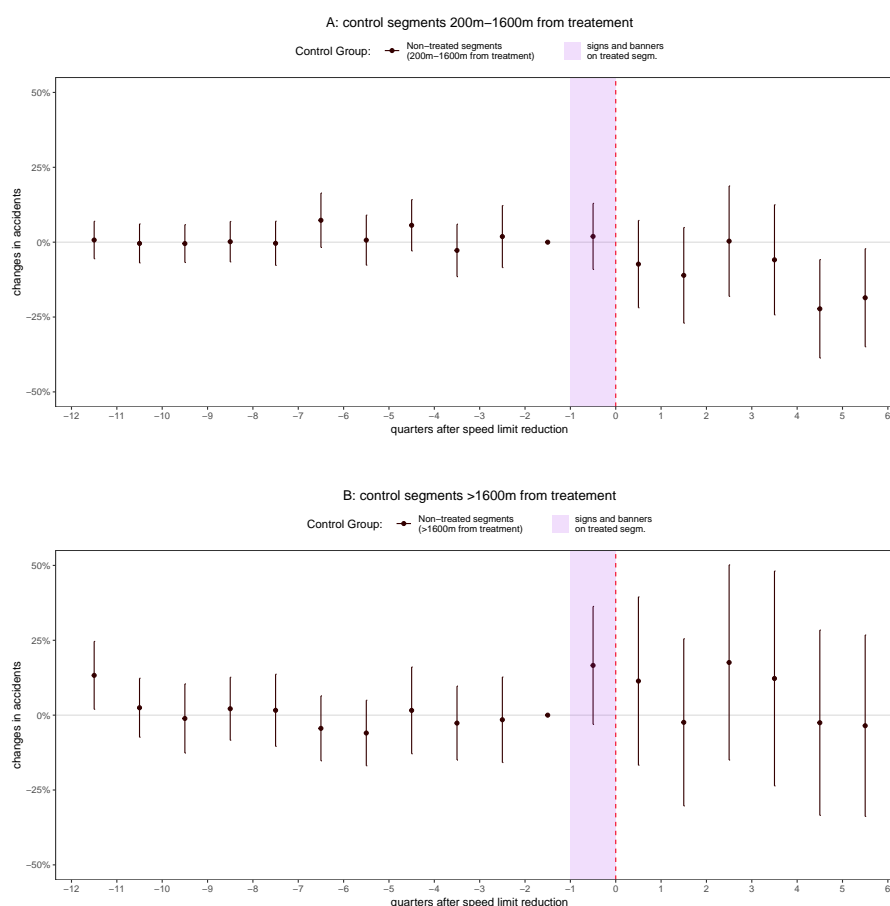 A: control segments 200m−1600m from treatement
Control Group: Non−treated segments (200m−1600m from treatment) signs and banners on treated segm.
50%
25%
0%
−25%
−50%
changes in accidents
−12 −11 −10 −9 −8 −7 −6 −5 −4 −3 −2 −1 0 1 2 3 4 5 6
quarters after speed limit reduction
B: control segments >1600m from treatement
Control Group: Non−treated segments (>1600m from treatment) signs and banners on treated segm.
50%
25%
0%
−25%
−50%
changes in accidents
−12 −11 −10 −9 −8 −7 −6 −5 −4 −3 −2 −1 0 1 2 3 4 5 6
quarters after speed limit reduction